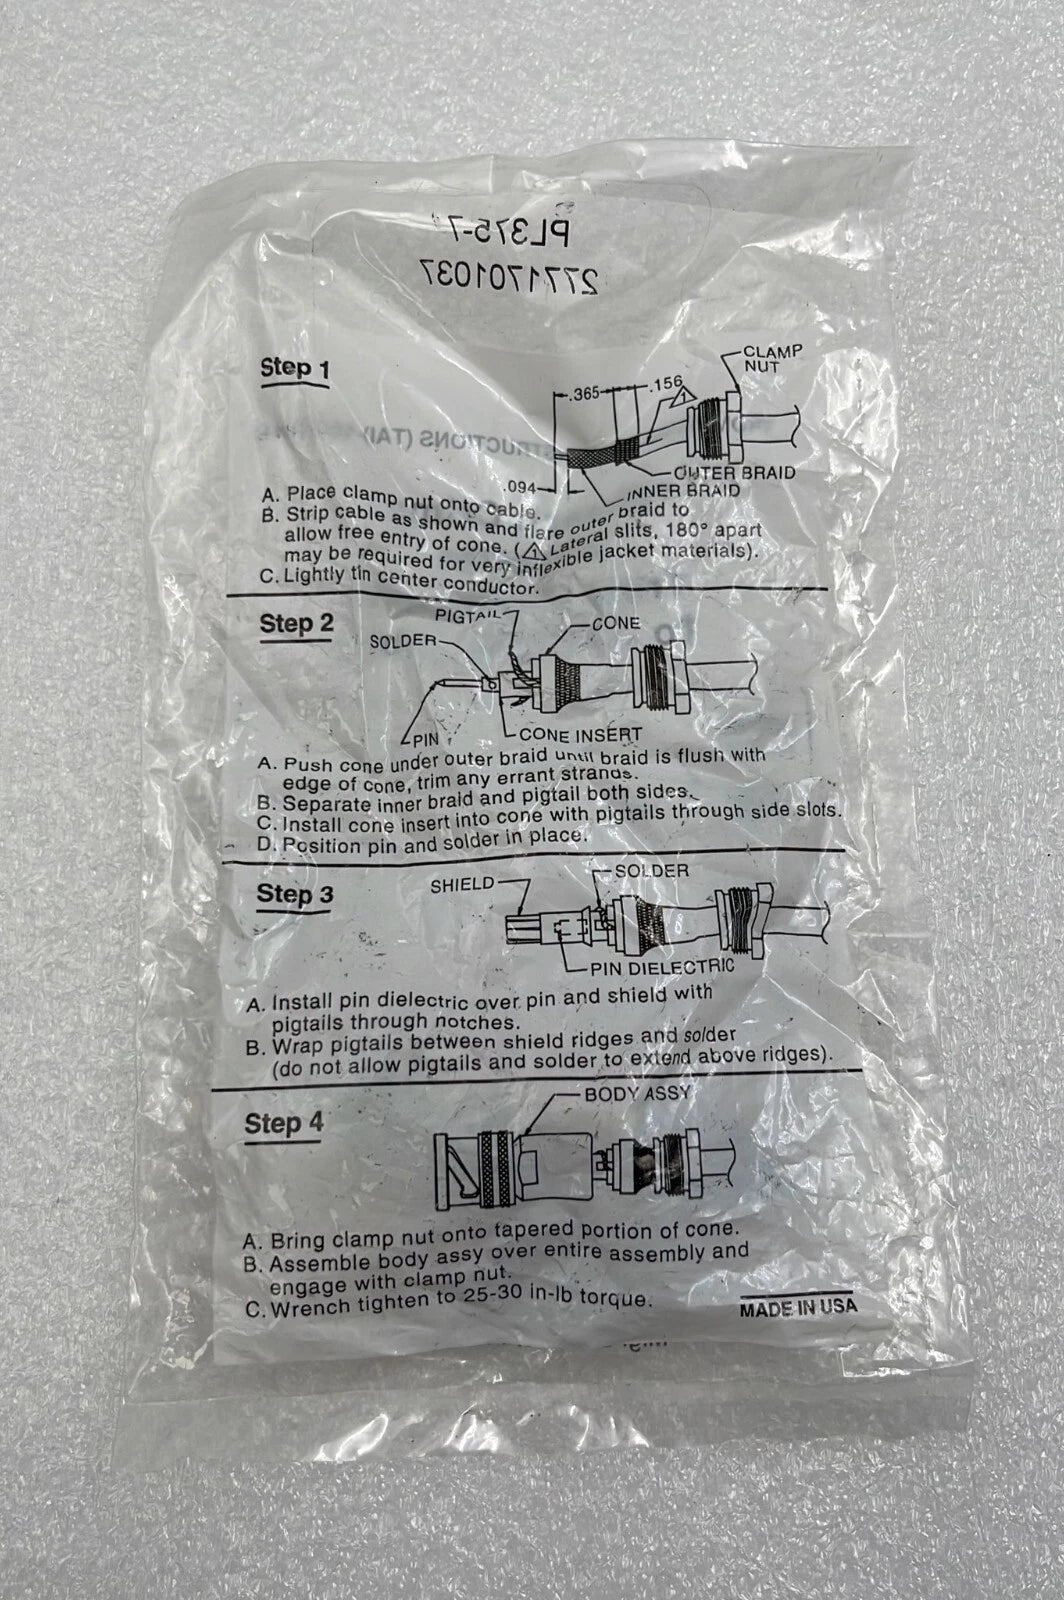 PL375-7
2771701037
Step 1
CLAMP
NUT
.365
.156
1
STRUCTIONS (TAI)
OUTER BRAID
.094
INNER BRAID
A. Place clamp nut onto cable.
B. Strip cable as shown and flare outer braid to
allow free entry of cone. (1 Lateral slits, 180° apart
may be required for very inflexible jacket materials).
C. Lightly tin center conductor.
Step 2
PIGTAIL
CONE
SOLDER
PIN
CONE INSERT
A. Push cone under outer braid until braid is flush with
edge of cone, trim any errant strands.
B. Separate inner braid and pigtail both sides.
C. Install cone insert into cone with pigtails through side slots.
D. Position pin and solder in place.
Step 3
SHIELD
SOLDER
PIN DIELECTRIC
A. Install pin dielectric over pin and shield with
pigtails through notches.
B. Wrap pigtails between shield ridges and solder
(do not allow pigtails and solder to extend above ridges).
Step 4
BODY ASSY
A. Bring clamp nut onto tapered portion of cone.
B. Assemble body assy over entire assembly and
engage with clamp nut.
C. Wrench tighten to 25-30 in-lb torque.
MADE IN USA